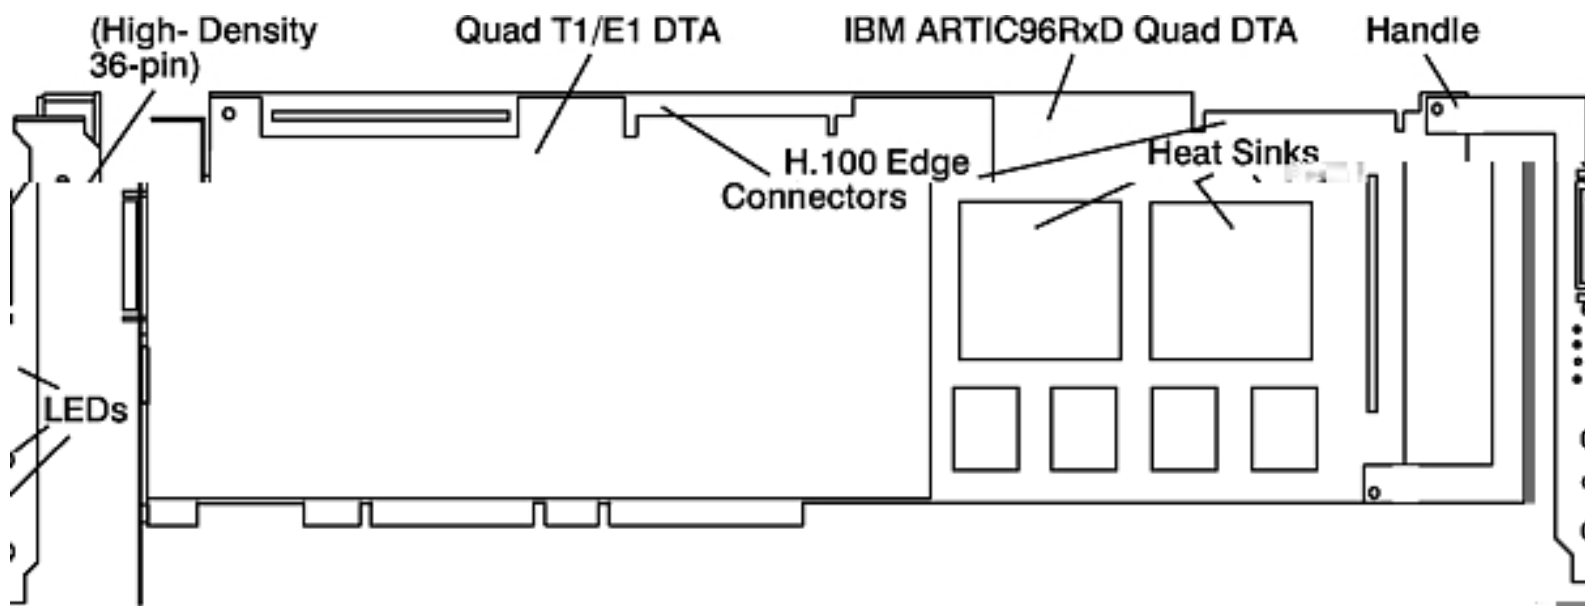 (High- Density
36-pin)
Quad T1/E1 DTA
IBM ARTIC96RxD Quad DTA
Handle
H.100 Edge
Connectors
Heat Sinks
LEDs